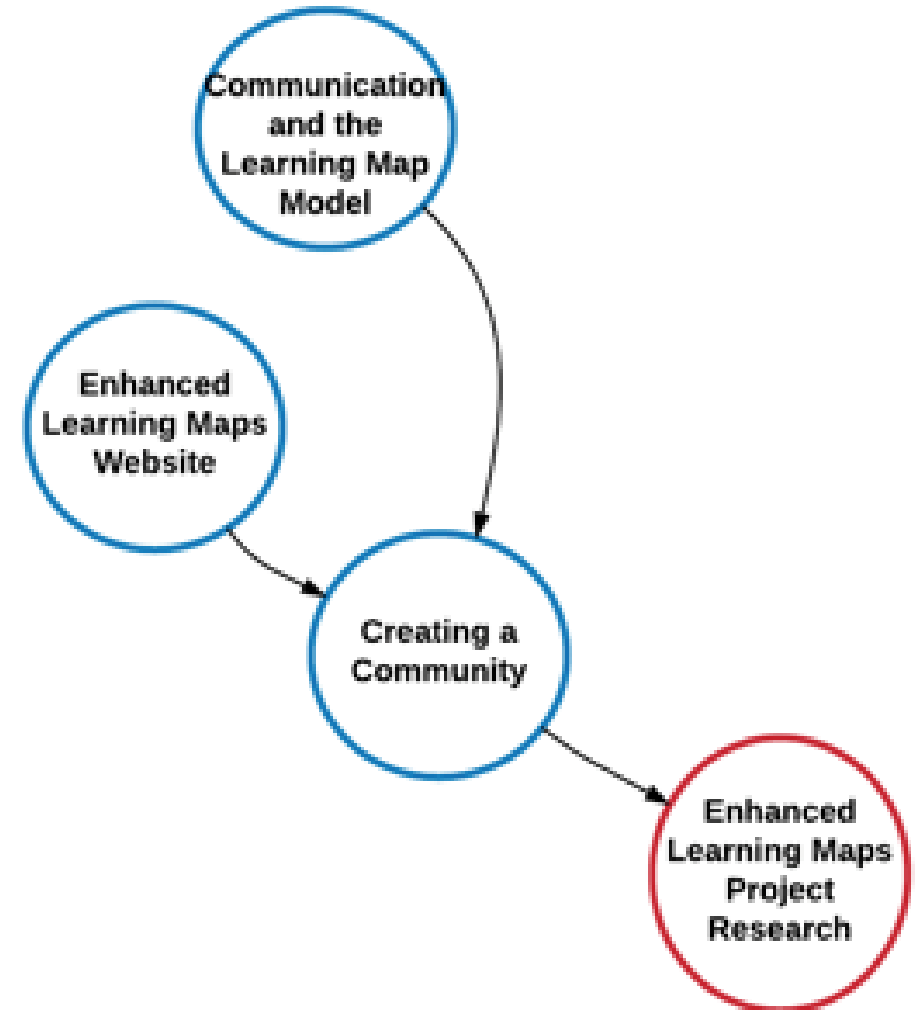 Communication
and the
Learning Map
Model
Enhanced
Learning Maps
Website
Creating a
Community
Enhanced
Learning Maps
Project
Research